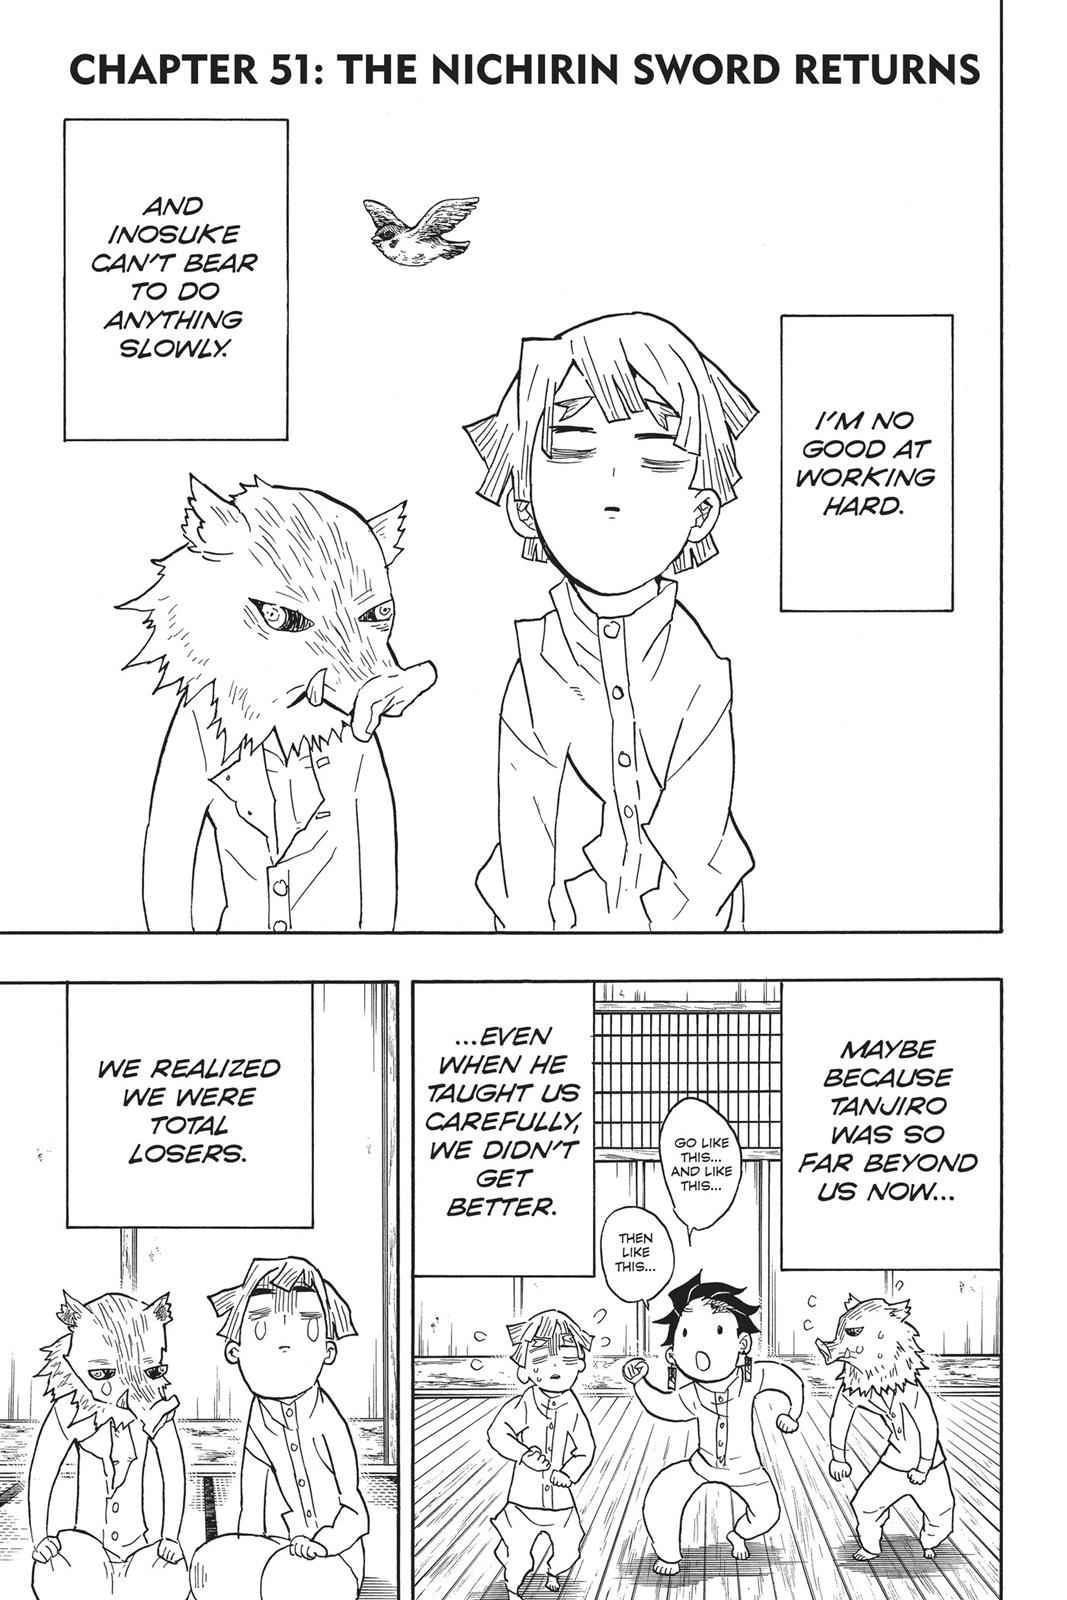 CHAPTER 51: THE NICHIRIN SWORD RETURNS
I'M NO
GOOD AT
WORKING
HARD.
AND
INOSUKE
CAN'T BEAR
TO DO
ANYTHING
SLOWLY.
MAYBE
BECAUSE
TANJIRO
WAS SO
FAR BEYOND
US NOW...
GO LIKE
THIS...
AND LIKE
THIS...
THEN
LIKE
THIS...
...EVEN
WHEN HE
TAUGHT US
CAREFULLY,
WE DIDN'T
GET
BETTER.
WE REALIZED
WE WERE
TOTAL
LOSERS.